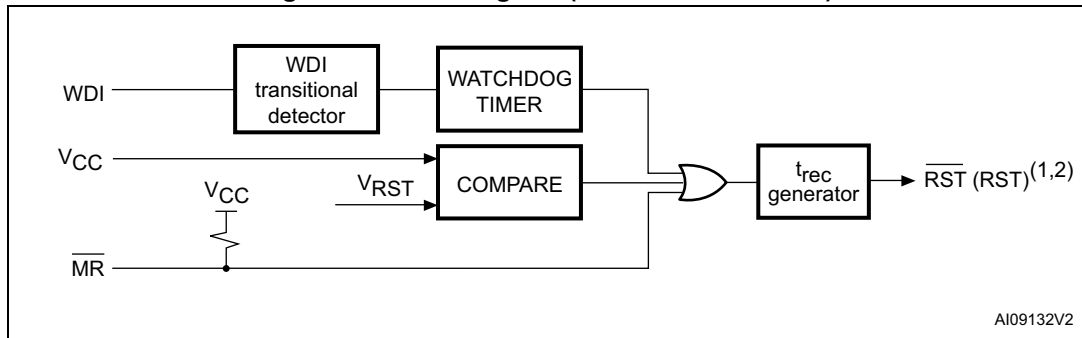 WDI
WDI
transitional
detector
WATCHDOG
TIMER
VCC
VRST
COMPARE
VCC
MR
trec
generator
RST (RST)(1,2)
AI09132V2